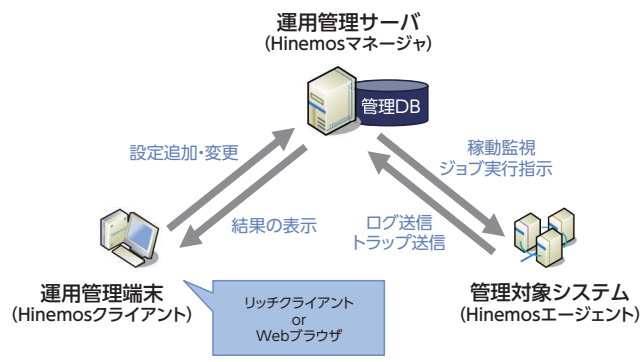 運用管理サーバ
(Hinemosマネージャ)
管理DB
設定追加・変更
稼動監視
ジョブ実行指示
結果の表示
ログ送信
トラップ送信
運用管理端末
(Hinemosクライアント)
リッチクライアント
or
Webブラウザ
管理対象システム
(Hinemosエージェント)